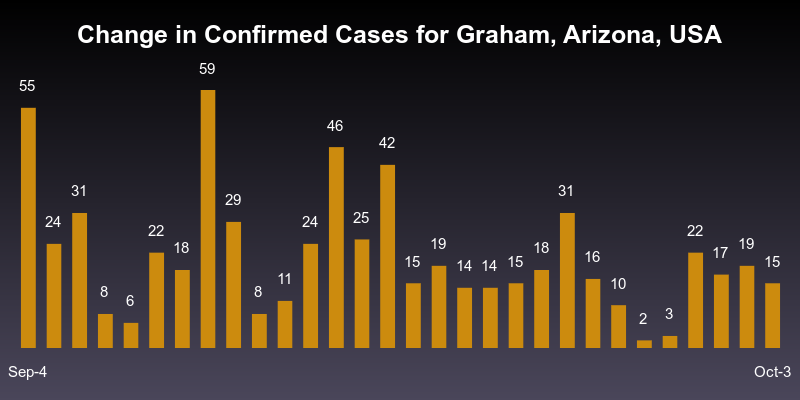 Change in Confirmed Cases for Graham, Arizona, USA
55 24 31 8 6 22 18 59 29 8 11 24 46 25 42 15 19 14 14 15 18 31 16 10 2 3 22 17 19 15
Sep-4 Oct-3